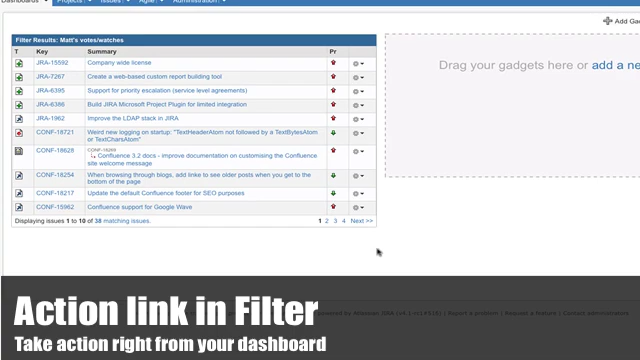 Dashboards Projects Issues Agile Administration
Add Ga
Filter Results: Matt's votes/watches
T Key Summary Pr
JRA-15592 Company wide license
JRA-7267 Create a web-based custom report building tool
JRA-6395 Support for priority escalation (service level agreements)
JRA-6386 Build JIRA Microsoft Project Plugin for limited integration
JRA-1962 Improve the LDAP stack in JIRA
CONF-18721 Weird new logging on startup: "TextHeaderAtom not followed by a TextBytesAtom
or TextCharsAtom"
CONF-18269
CONF-18628 Confluence 3.2 docs - improve documentation on customising the Confluence
site welcome message
CONF-18254 When browsing through blogs, add links to see older posts when you get to the
bottom of the page
CONF-18217 Update the default Confluence footer for SEO purposes
CONF-15962 Confluence support for Google Wave
Displaying issues 1 to 10 of 38 matching issues. 1 2 3 4 Next >>
Drag your gadgets here or add a ne
Action link in Filter
Take action right from your dashboard